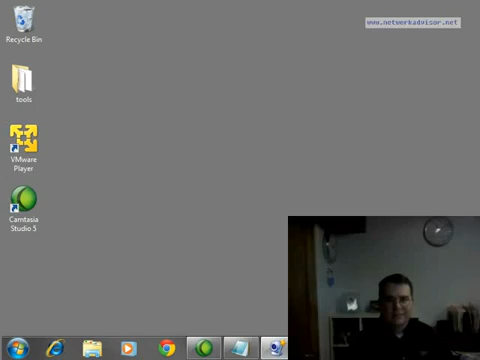 www.networkadvisor.net
Recycle Bin
tools
VMware
Player
Camtasia
Studio 5